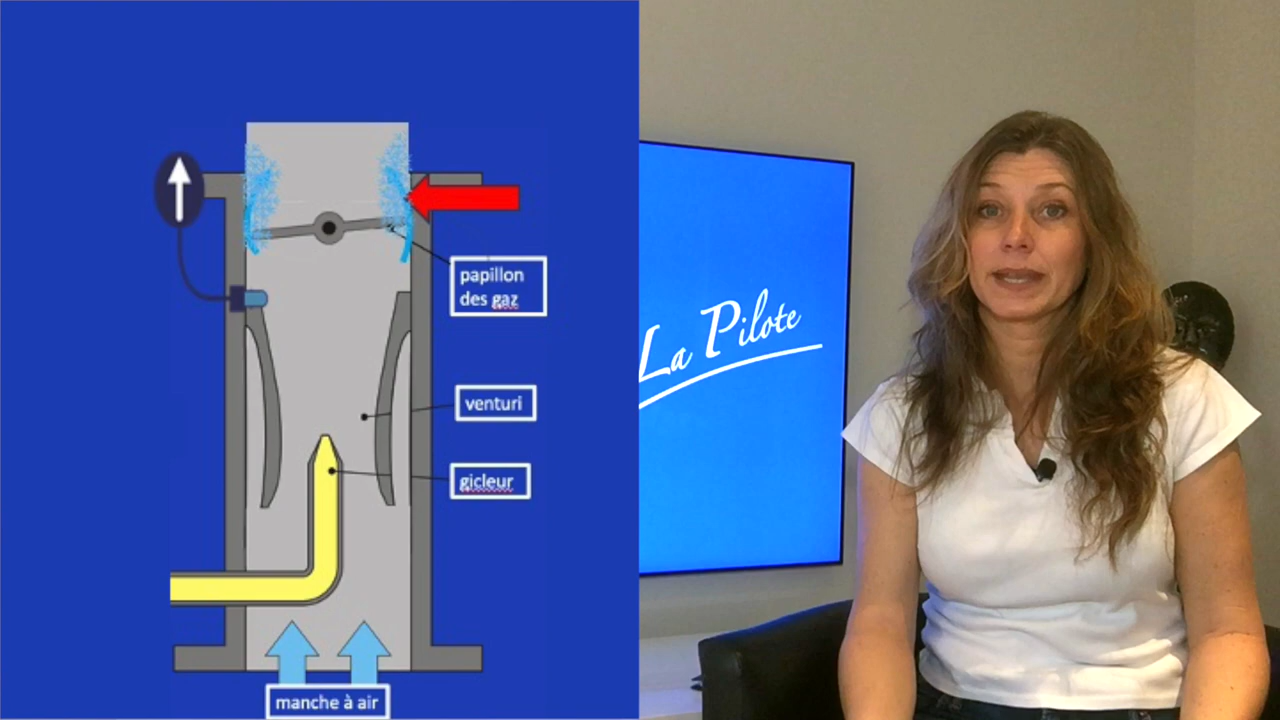 papillon
des gaz
venturi
gicleur
manche à air
La Pilote